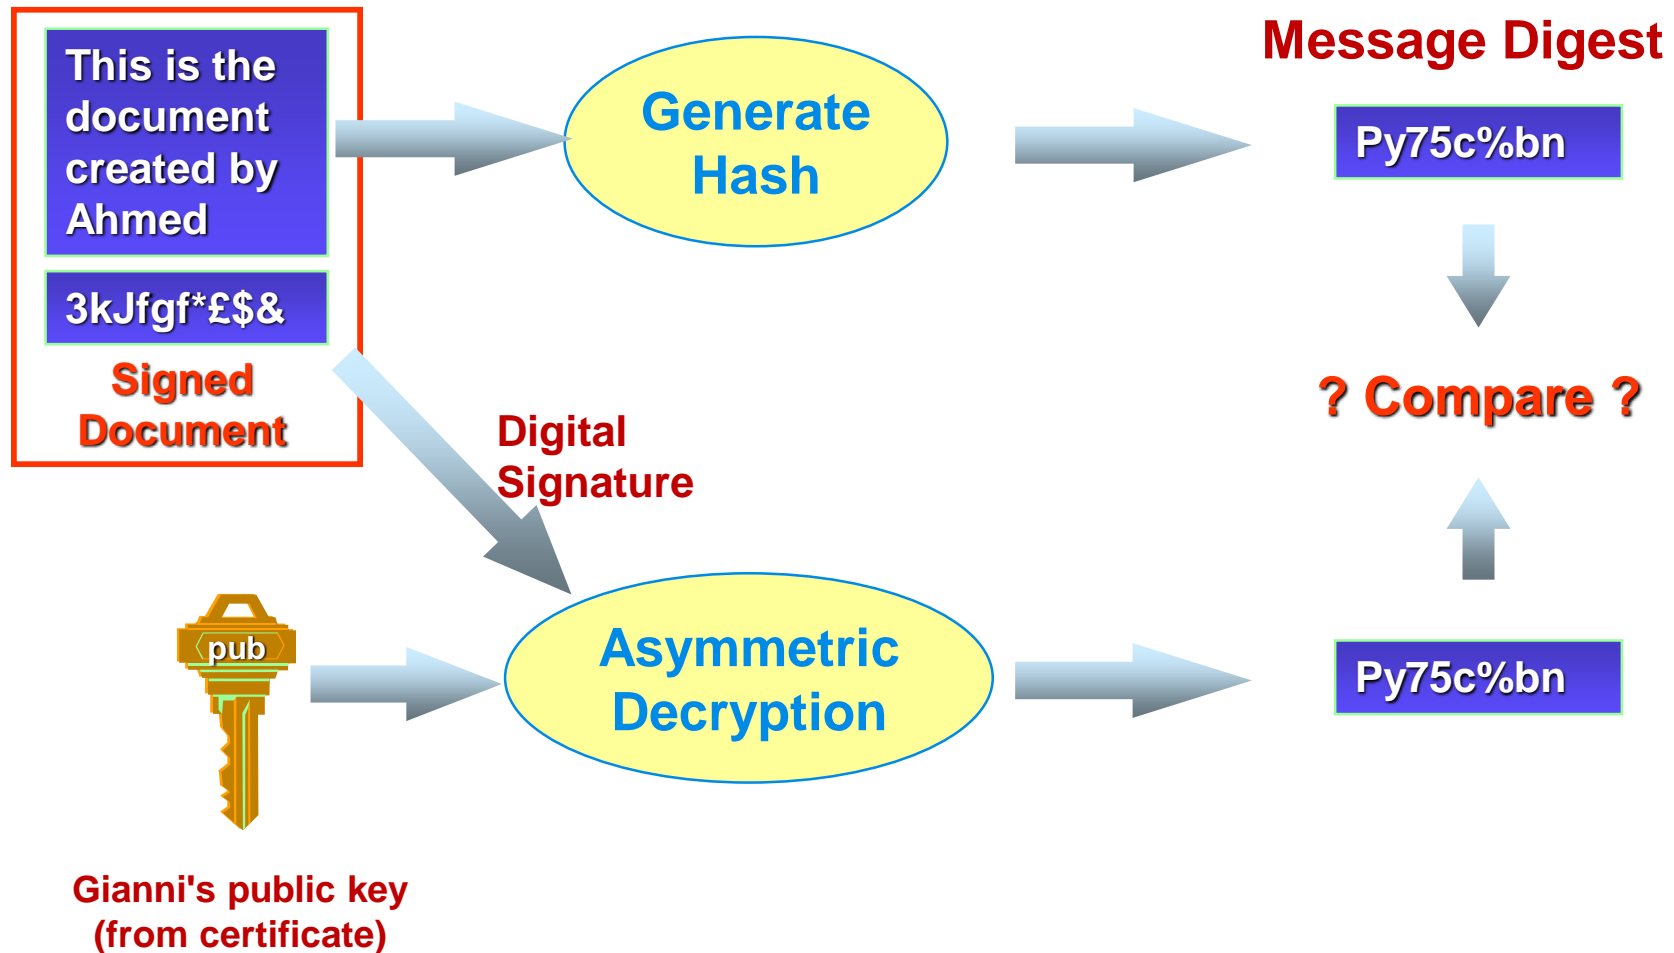 This is the
document
created by
Ahmed
3kJfgf*£$&
Signed
Document
Generate
Hash
Message Digest
Py75c%bn
? Compare ?
Digital
Signature
pub
Asymmetric
Decryption
Py75c%bn
Gianni's public key
(from certificate)